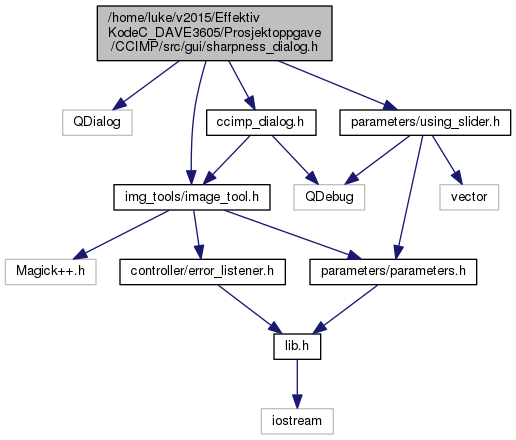 /home/luke/v2015/Effektiv
KodeC_DAVE3605/Prosjektoppgave
/CCIMP/src/gui/sharpness_dialog.h
QDialog
ccimp_dialog.h
parameters/using_slider.h
img_tools/image_tool.h
QDebug
vector
Magick++.h
controller/error_listener.h
parameters/parameters.h
lib.h
iostream